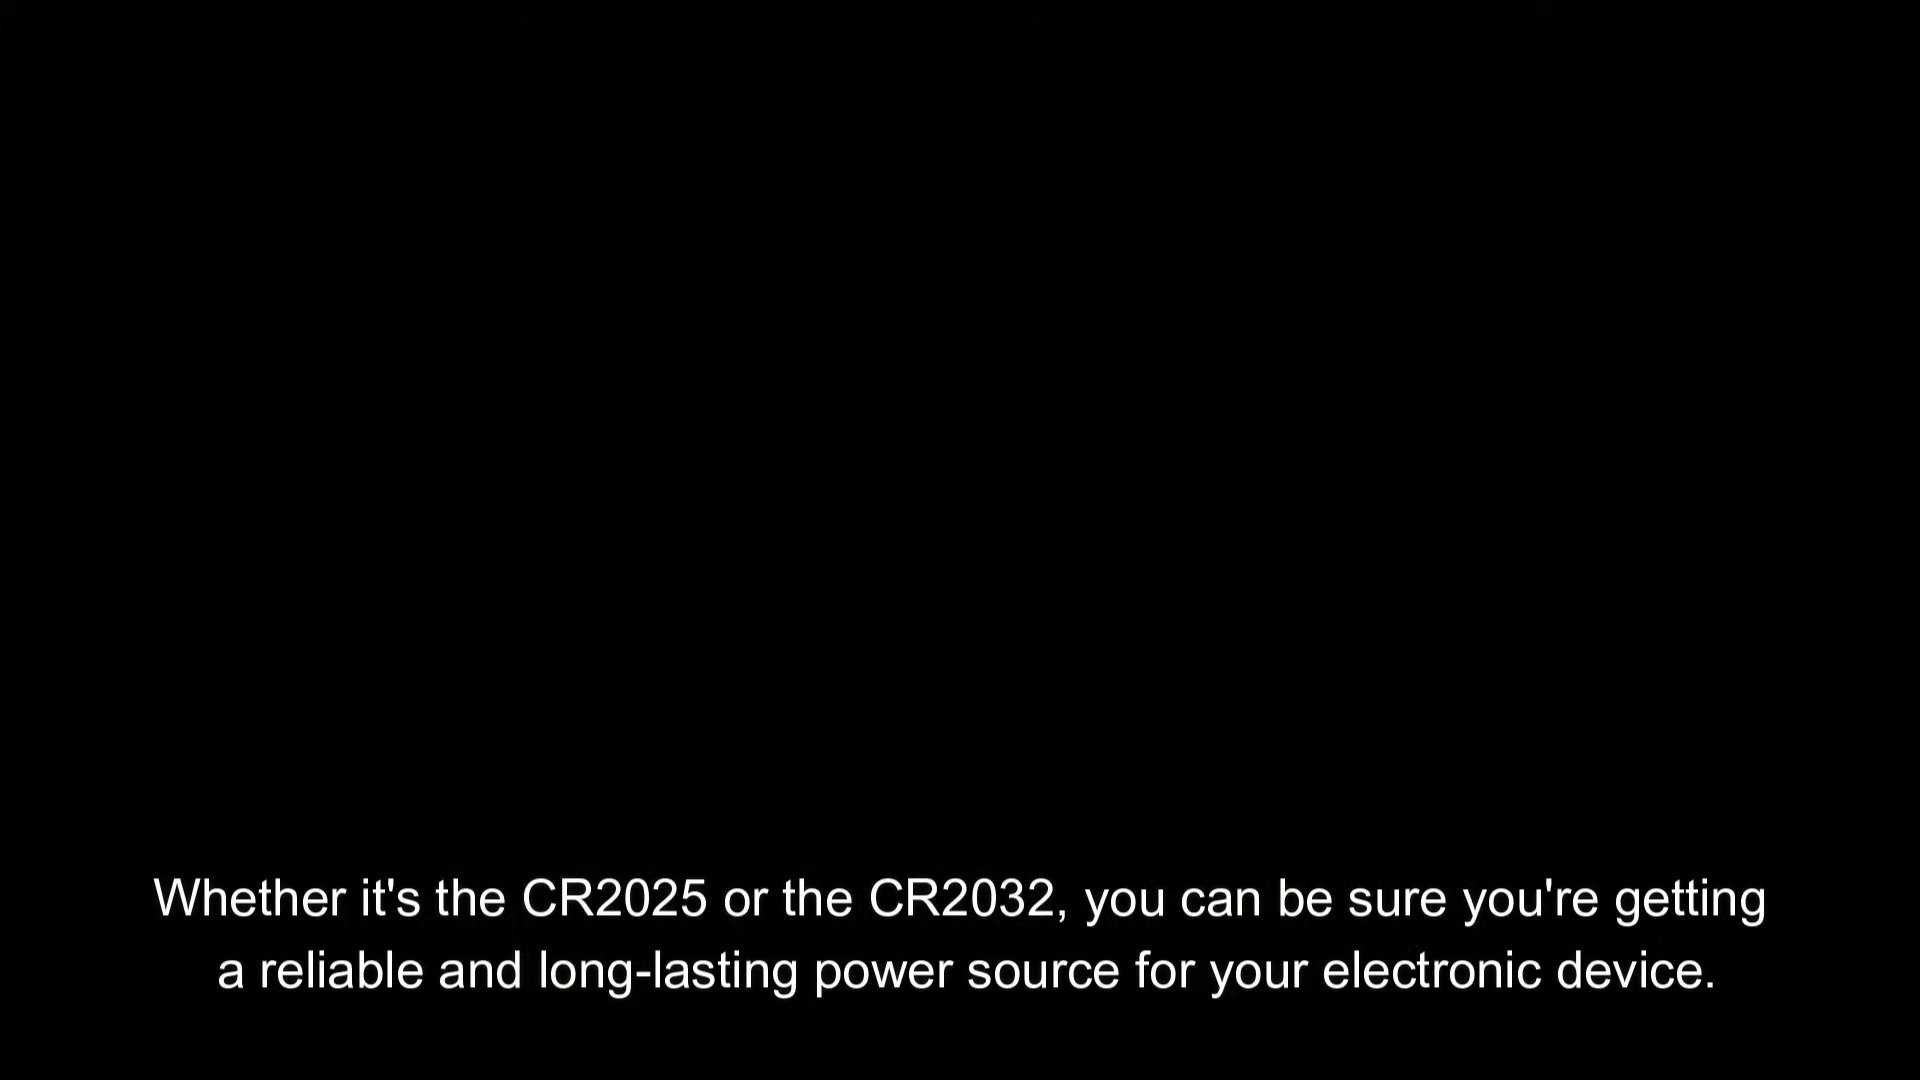 Whether it's the CR2025 or the CR2032, you can be sure you're getting
a reliable and long-lasting power source for your electronic device.